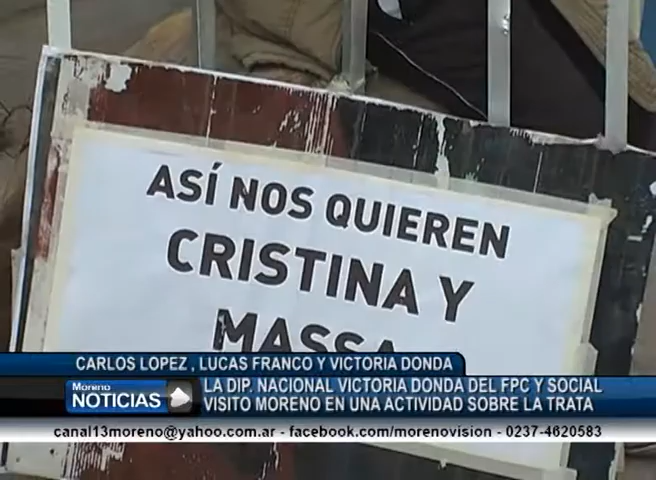 ASÍ NOS QUIEREN
CRISTINA Y
MASSA
CARLOS LOPEZ , LUCAS FRANCO Y VICTORIA DONDA
Moreno
NOTICIAS
LA DIP. NACIONAL VICTORIA DONDA DEL FPC Y SOCIAL
VISITO MORENO EN UNA ACTIVIDAD SOBRE LA TRATA
canal13moreno@yahoo.com.ar - facebook.com/morenovision - 0237-4620583